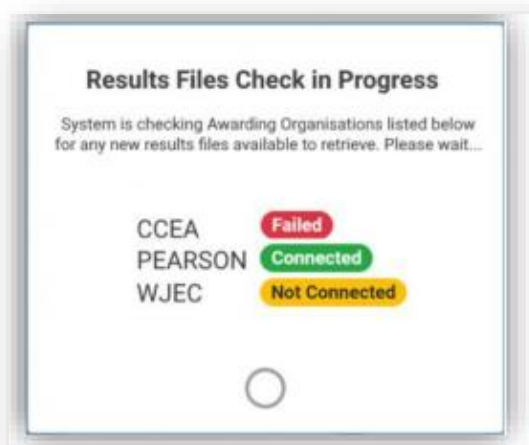 Results Files Check in Progress
System is checking Awarding Organisations listed below
for any new results files available to retrieve. Please wait...
CCEA Failed
PEARSON Connected
WJEC Not Connected